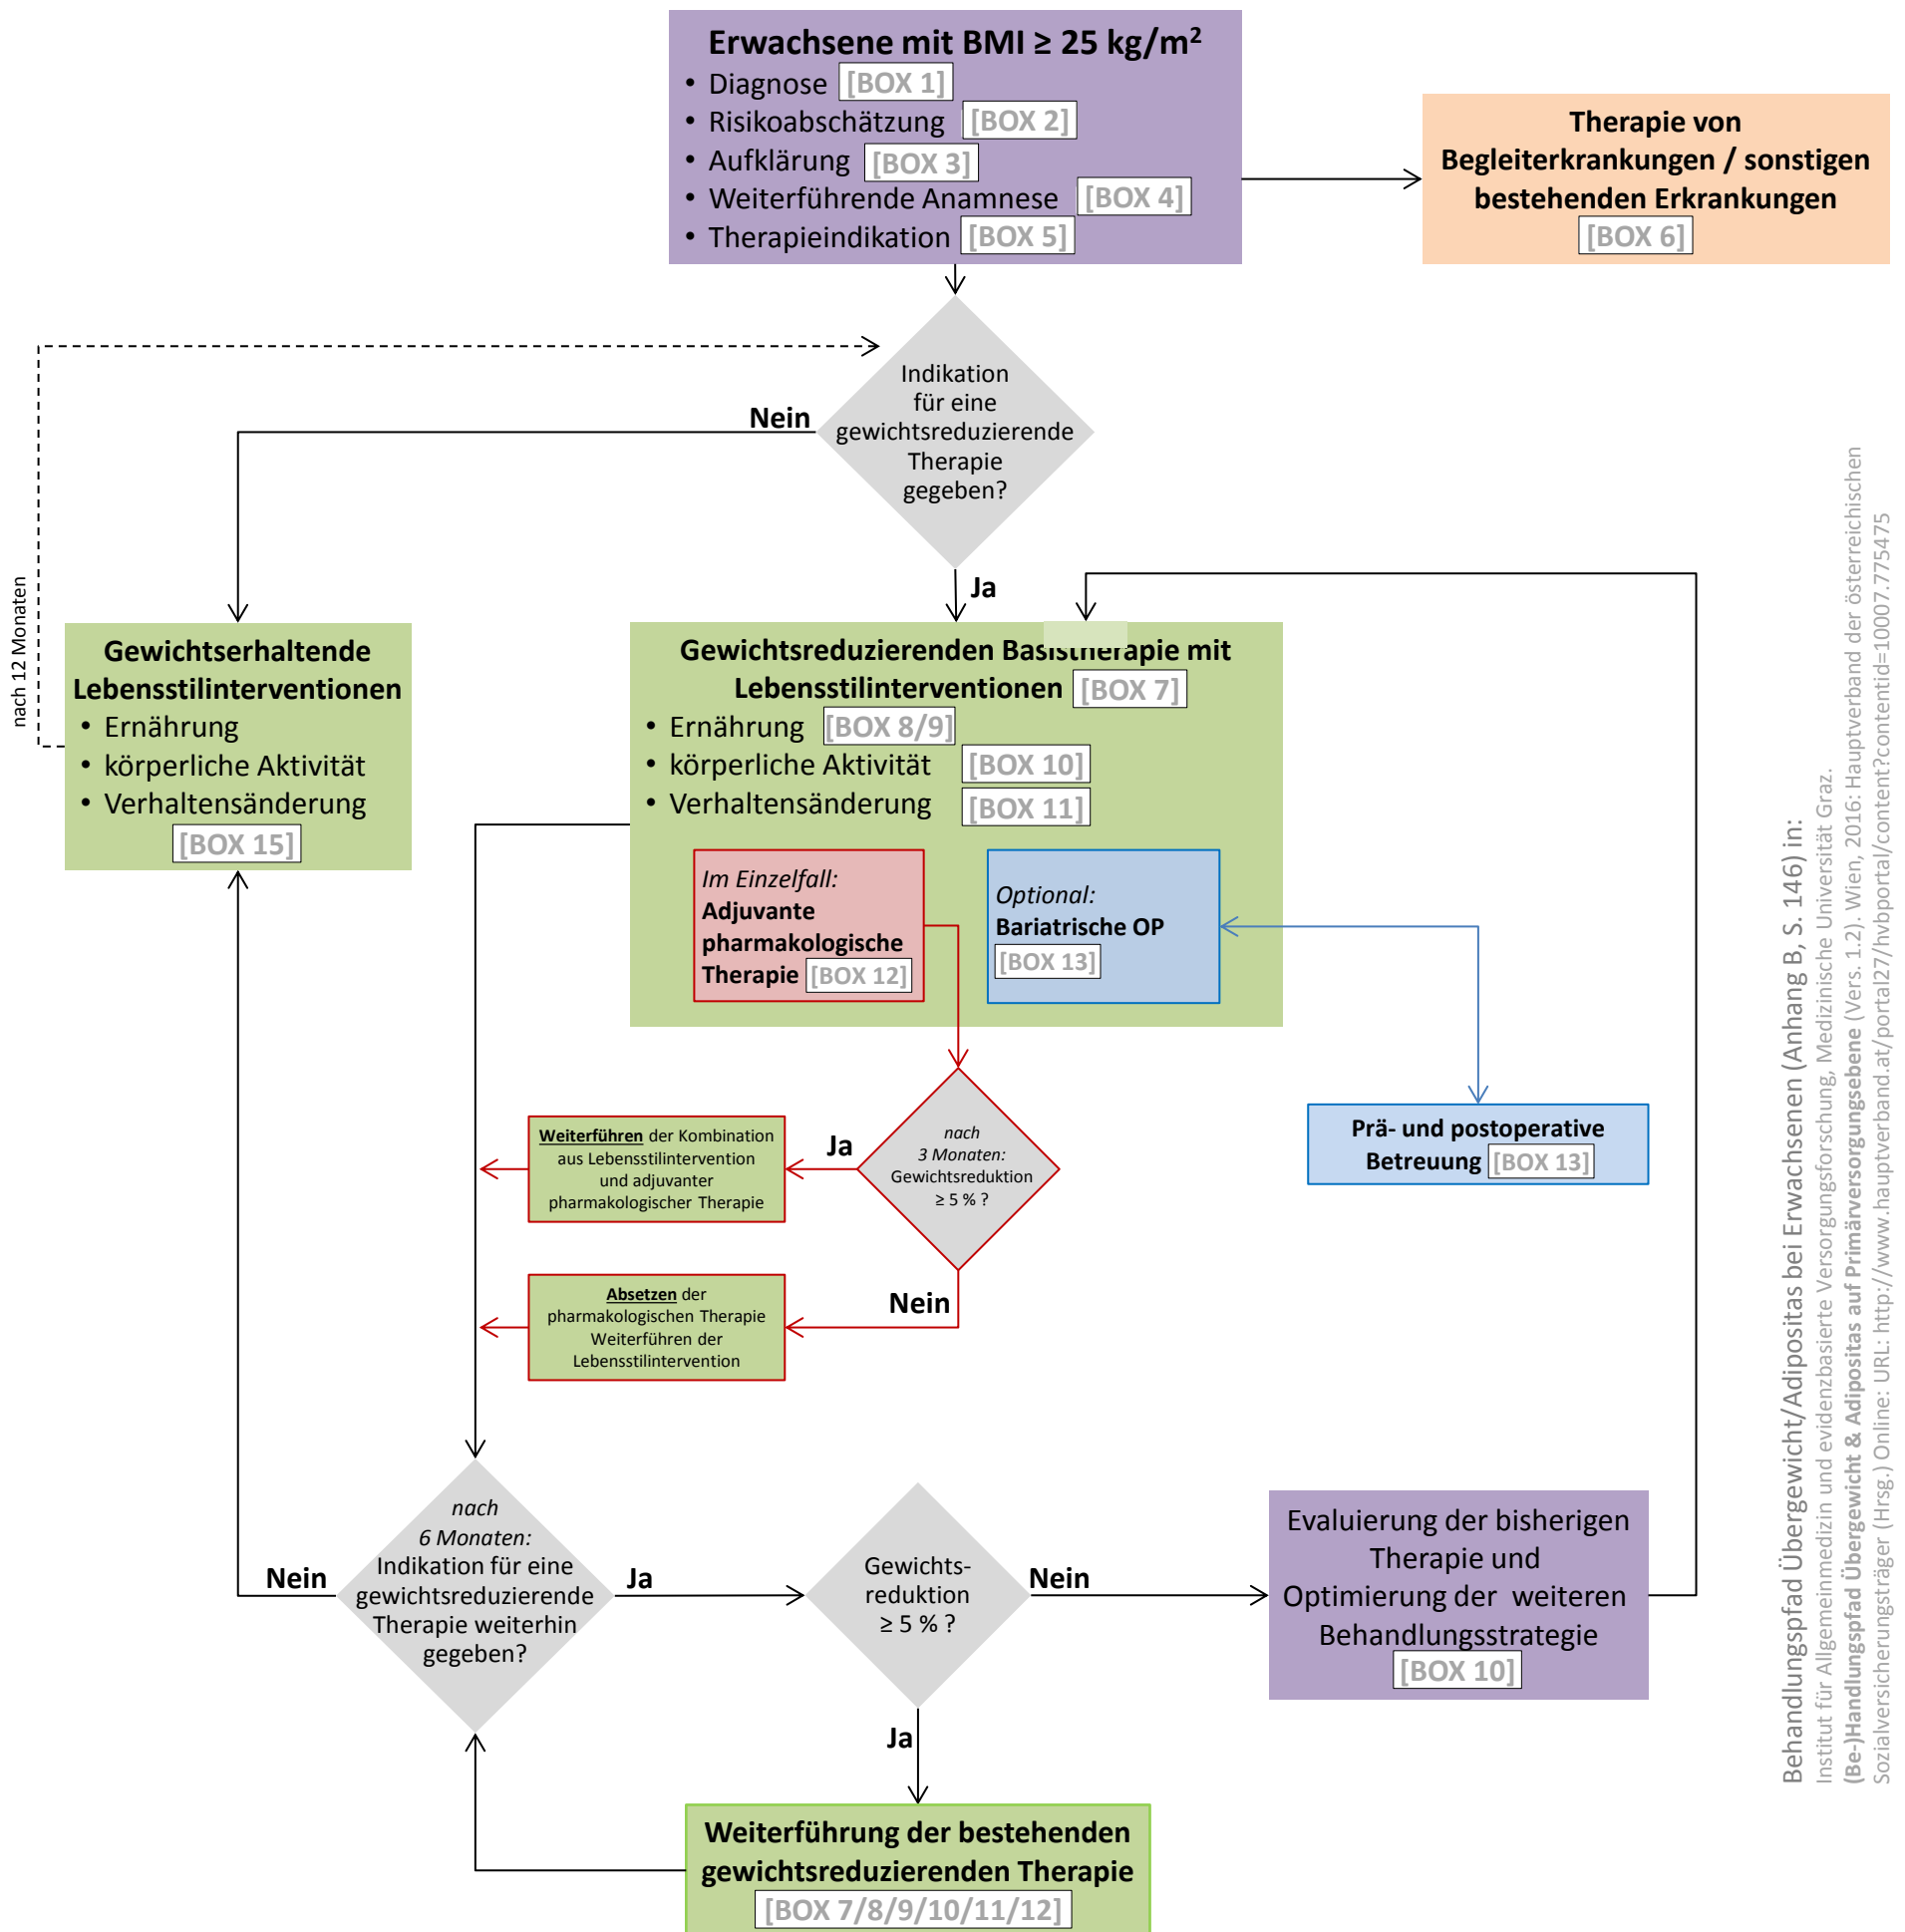 Erwachsene mit BMI ≥ 25 kg/m²
• Diagnose [BOX 1]
• Risikoabschätzung [BOX 2]
• Aufklärung [BOX 3]
• Weiterführende Anamnese [BOX 4]
• Therapieindikation [BOX 5]
Therapie von
Begleiterkrankungen / sonstigen
bestehenden Erkrankungen
[BOX 6]
Indikation
für eine
gewichtsreduzierende
Therapie
gegeben?
Nein
Ja
nach 12 Monaten
Gewichtserhaltende
Lebensstilinterventionen
• Ernährung
• körperliche Aktivität
• Verhaltensänderung
[BOX 15]
Gewichtsreduzierenden Basistherapie mit
Lebensstilinterventionen [BOX 7]
• Ernährung [BOX 8/9]
• körperliche Aktivität [BOX 10]
• Verhaltensänderung [BOX 11]
Im Einzelfall:
Adjuvante
pharmakologische
Therapie [BOX 12]
Optional:
Bariatrische OP
[BOX 13]
Prä- und postoperative
Betreuung [BOX 13]
nach
3 Monaten:
Gewichtsreduktion
≥ 5 % ?
Ja
Weiterführen der Kombination
aus Lebensstilintervention
und adjuvanter
pharmakologischer Therapie
Nein
Absetzen der
pharmakologischen Therapie
Weiterführen der
Lebensstilintervention
nach
6 Monaten:
Indikation für eine
gewichtsreduzierende
Therapie weiterhin
gegeben?
Nein
Ja
Gewichts-
reduktion
≥ 5 % ?
Nein
Ja
Evaluierung der bisherigen
Therapie und
Optimierung der weiteren
Behandlungsstrategie
[BOX 10]
Weiterführung der bestehenden
gewichtsreduzierenden Therapie
[BOX 7/8/9/10/11/12]
Behandlungspfad Übergewicht/Adipositas bei Erwachsenen (Anhang B, S. 146) in:
Institut für Allgemeinmedizin und evidenzbasierte Versorgungsforschung, Medizinische Universität Graz.
(Be-)Handlungspfad Übergewicht & Adipositas auf Primärversorgungsebene (Vers. 1.2). Wien, 2016: Hauptverband der österreichischen
Sozialversicherungsträger (Hrsg.) Online: URL: http://www.hauptverband.at/portal27/hvbportal/content?contentid=10007.775475